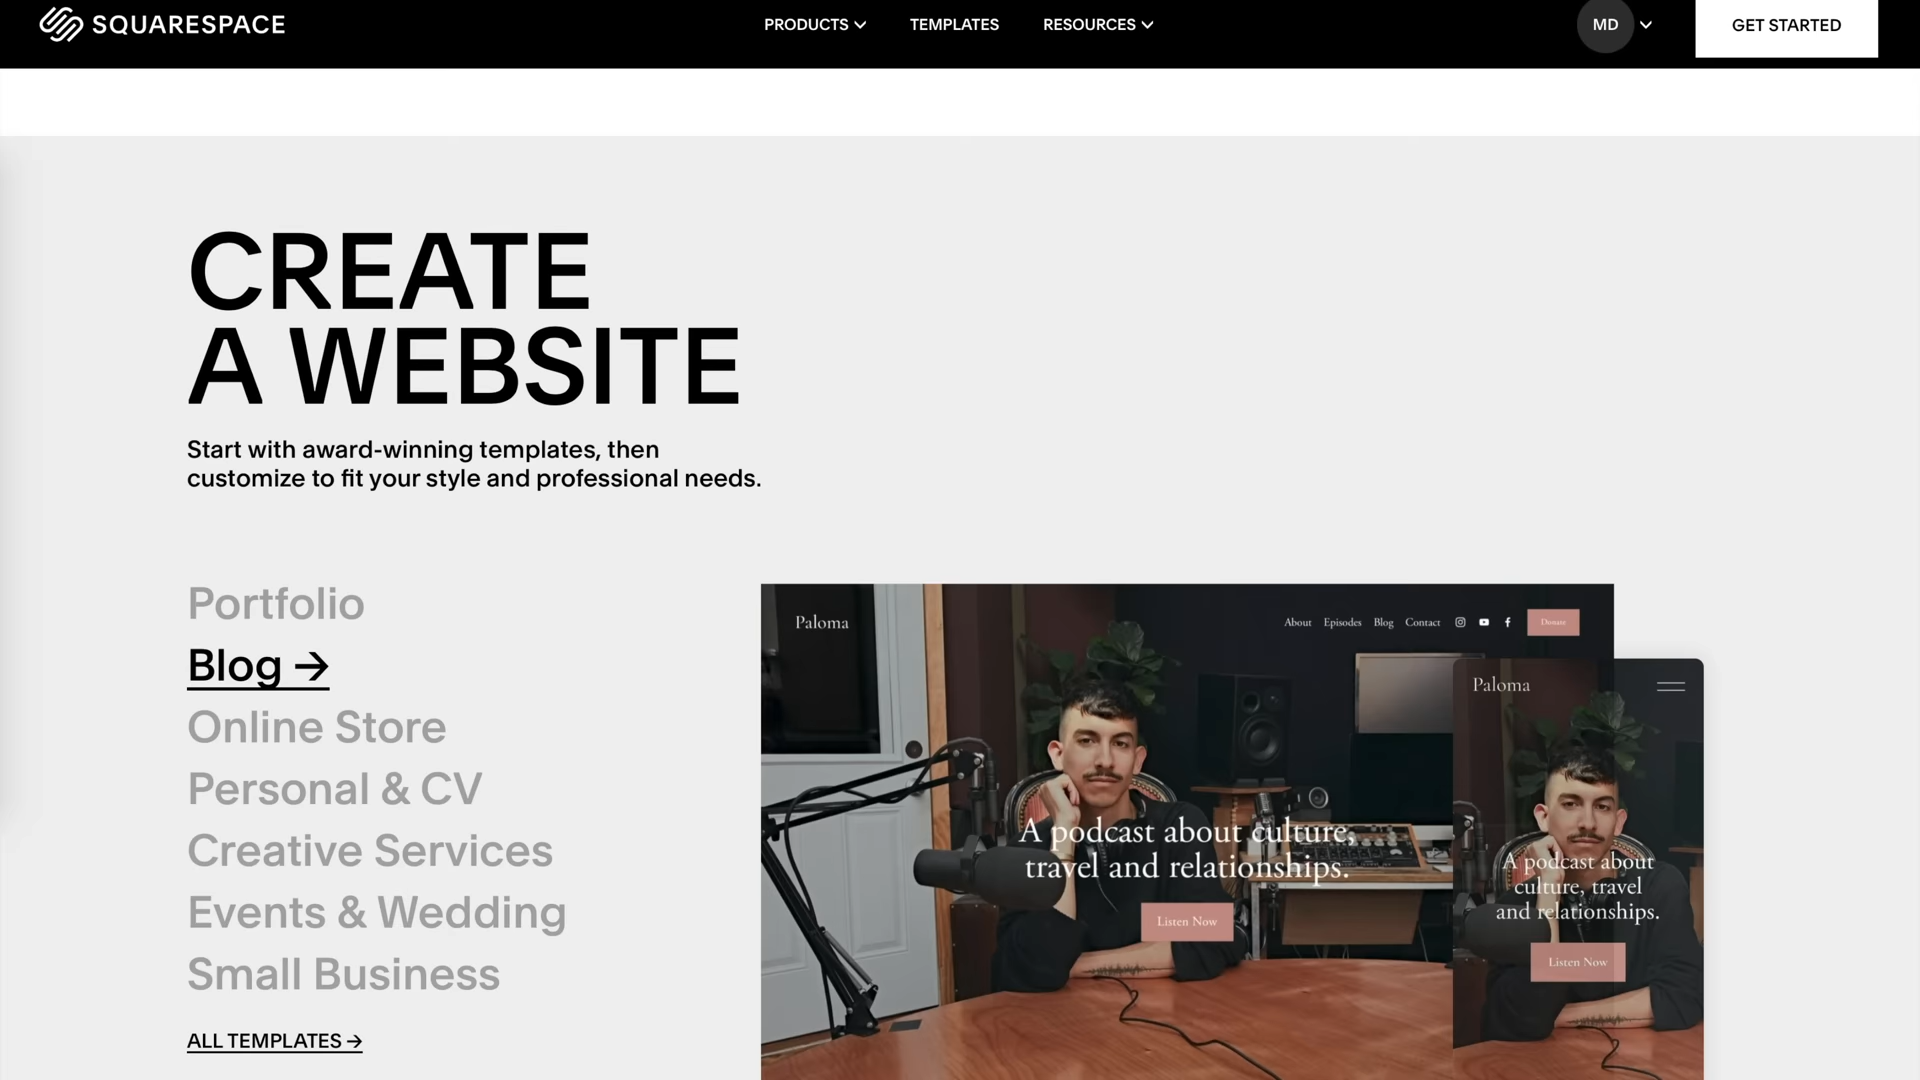 SQUARESPACE
PRODUCTS
TEMPLATES
RESOURCES
MD
GET STARTED
CREATE
A WEBSITE
Start with award-winning templates, then
customize to fit your style and professional needs.
Portfolio
Blog →
Online Store
Personal & CV
Creative Services
Events & Wedding
Small Business
ALL TEMPLATES →
Paloma
About
Episodes
Blog
Contact
Donate
A podcast about culture,
travel and relationships.
Listen Now
Paloma
A podcast about
culture, travel
and relationships.
Listen Now